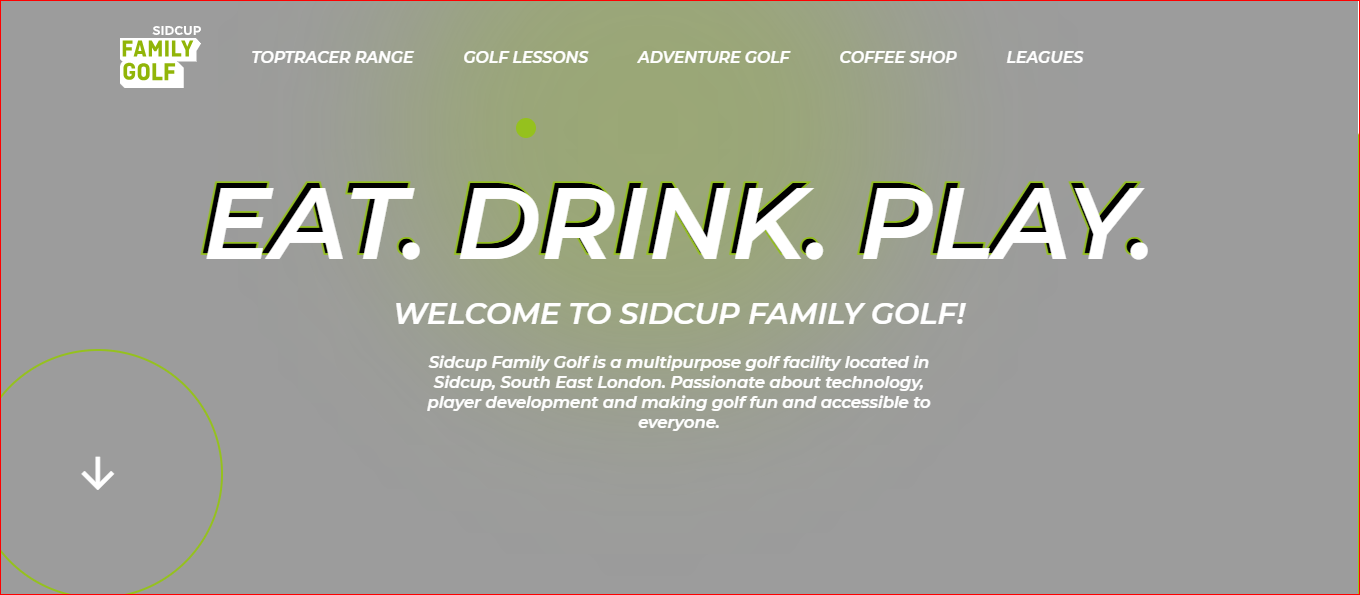 SIDCUP
FAMILY
GOLF
TOPTRACER RANGE GOLF LESSONS ADVENTURE GOLF COFFEE SHOP LEAGUES
EAT. DRINK. PLAY.
WELCOME TO SIDCUP FAMILY GOLF!
Sidcup Family Golf is a multipurpose golf facility located in
Sidcup, South East London. Passionate about technology,
player development and making golf fun and accessible to
everyone.